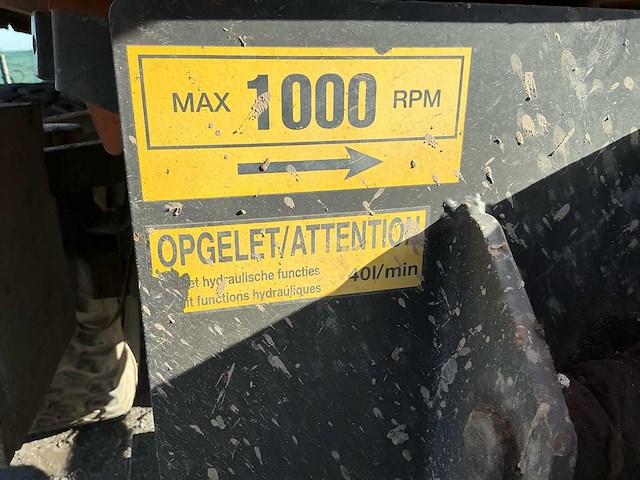 MAX 1000 RPM
OPGELET/ATTENTION
hydraulische functies 40l/min
functions hydrauliques